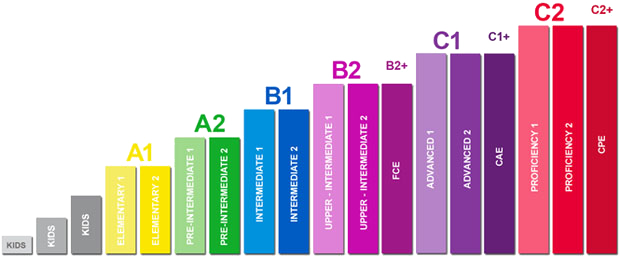 KIDS
KIDS
KIDS
A1
ELEMENTARY 1
ELEMENTARY 2
A2
PRE-INTERMEDIATE 1
PRE-INTERMEDIATE 2
B1
INTERMEDIATE 1
INTERMEDIATE 2
B2
UPPER - INTERMEDIATE 1
UPPER - INTERMEDIATE 2
B2+
FCE
C1
ADVANCED 1
ADVANCED 2
C1+
CAE
C2
PROFICIENCY 1
PROFICIENCY 2
C2+
CPE